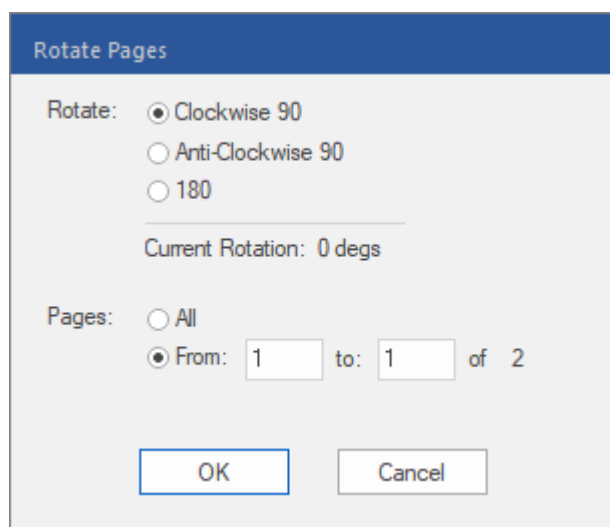 Rotate Pages
Rotate: Clockwise 90
Anti-Clockwise 90
180
Current Rotation: 0 degs
Pages: All
From: 1 to: 1 of 2
OK Cancel